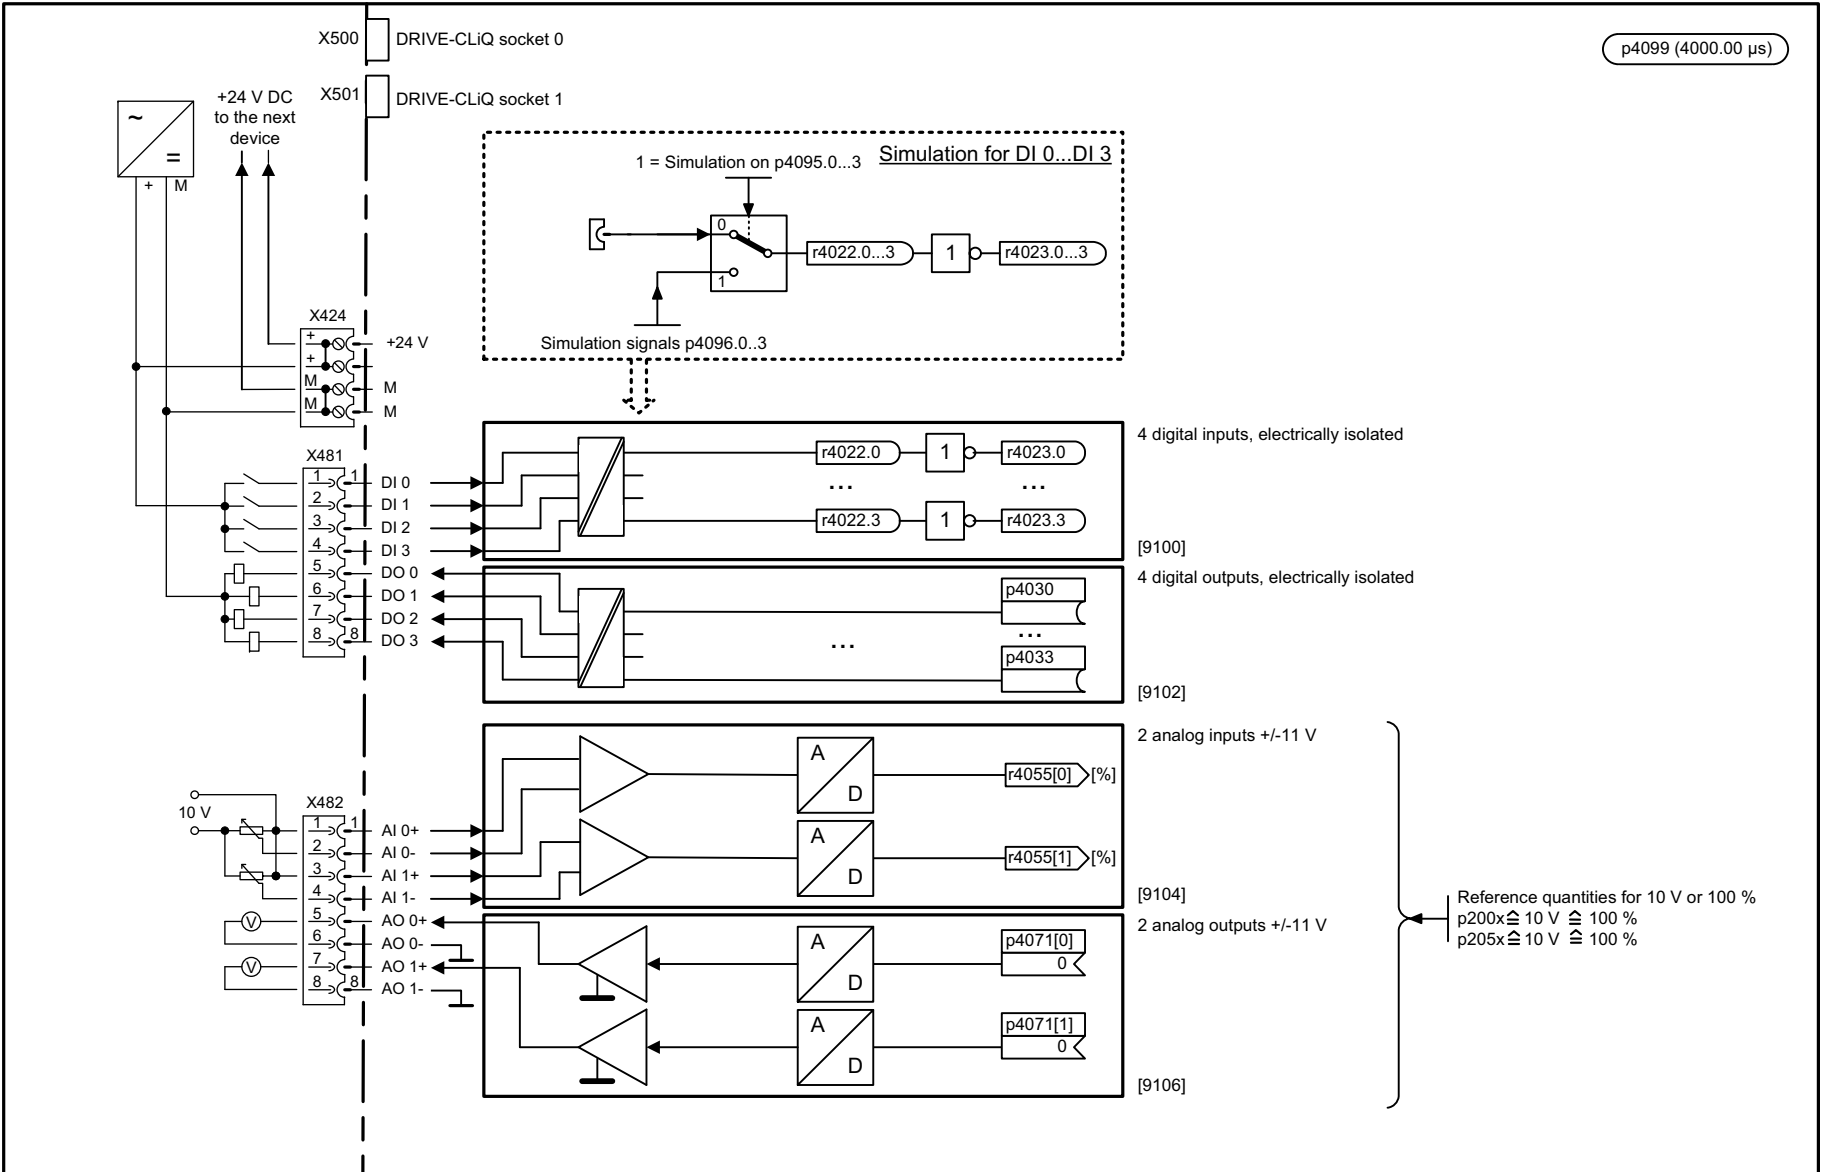 X500 DRIVE-CLiQ socket 0
p4099 (4000.00 µs)
X501 DRIVE-CLiQ socket 1
+24 V DC
to the next
device
~
=
+ M
Simulation for DI 0...DI 3
1 = Simulation on p4095.0...3
0
1
r4022.0...3
1
r4023.0...3
Simulation signals p4096.0..3
X424
+ +24 V
+
M M
M M
X481
1 1 DI 0
2 DI 1
3 DI 2
4 DI 3
5 DO 0
6 DO 1
7 DO 2
8 8 DO 3
r4022.0 1 r4023.0
... ...
r4022.3 1 r4023.3
4 digital inputs, electrically isolated
[9100]
p4030
... ...
p4033
4 digital outputs, electrically isolated
[9102]
10 V
X482
1 1 AI 0+
2 AI 0-
3 AI 1+
4 AI 1-
5 AO 0+
6 AO 0-
7 AO 1+
8 8 AO 1-
V
V
A D r4055[0] [%]
A D r4055[1] [%]
2 analog inputs +/-11 V
[9104]
A D p4071[0]
0
A D p4071[1]
0
2 analog outputs +/-11 V
[9106]
Reference quantities for 10 V or 100 %
p200x ≙ 10 V ≙ 100 %
p205x ≙ 10 V ≙ 100 %